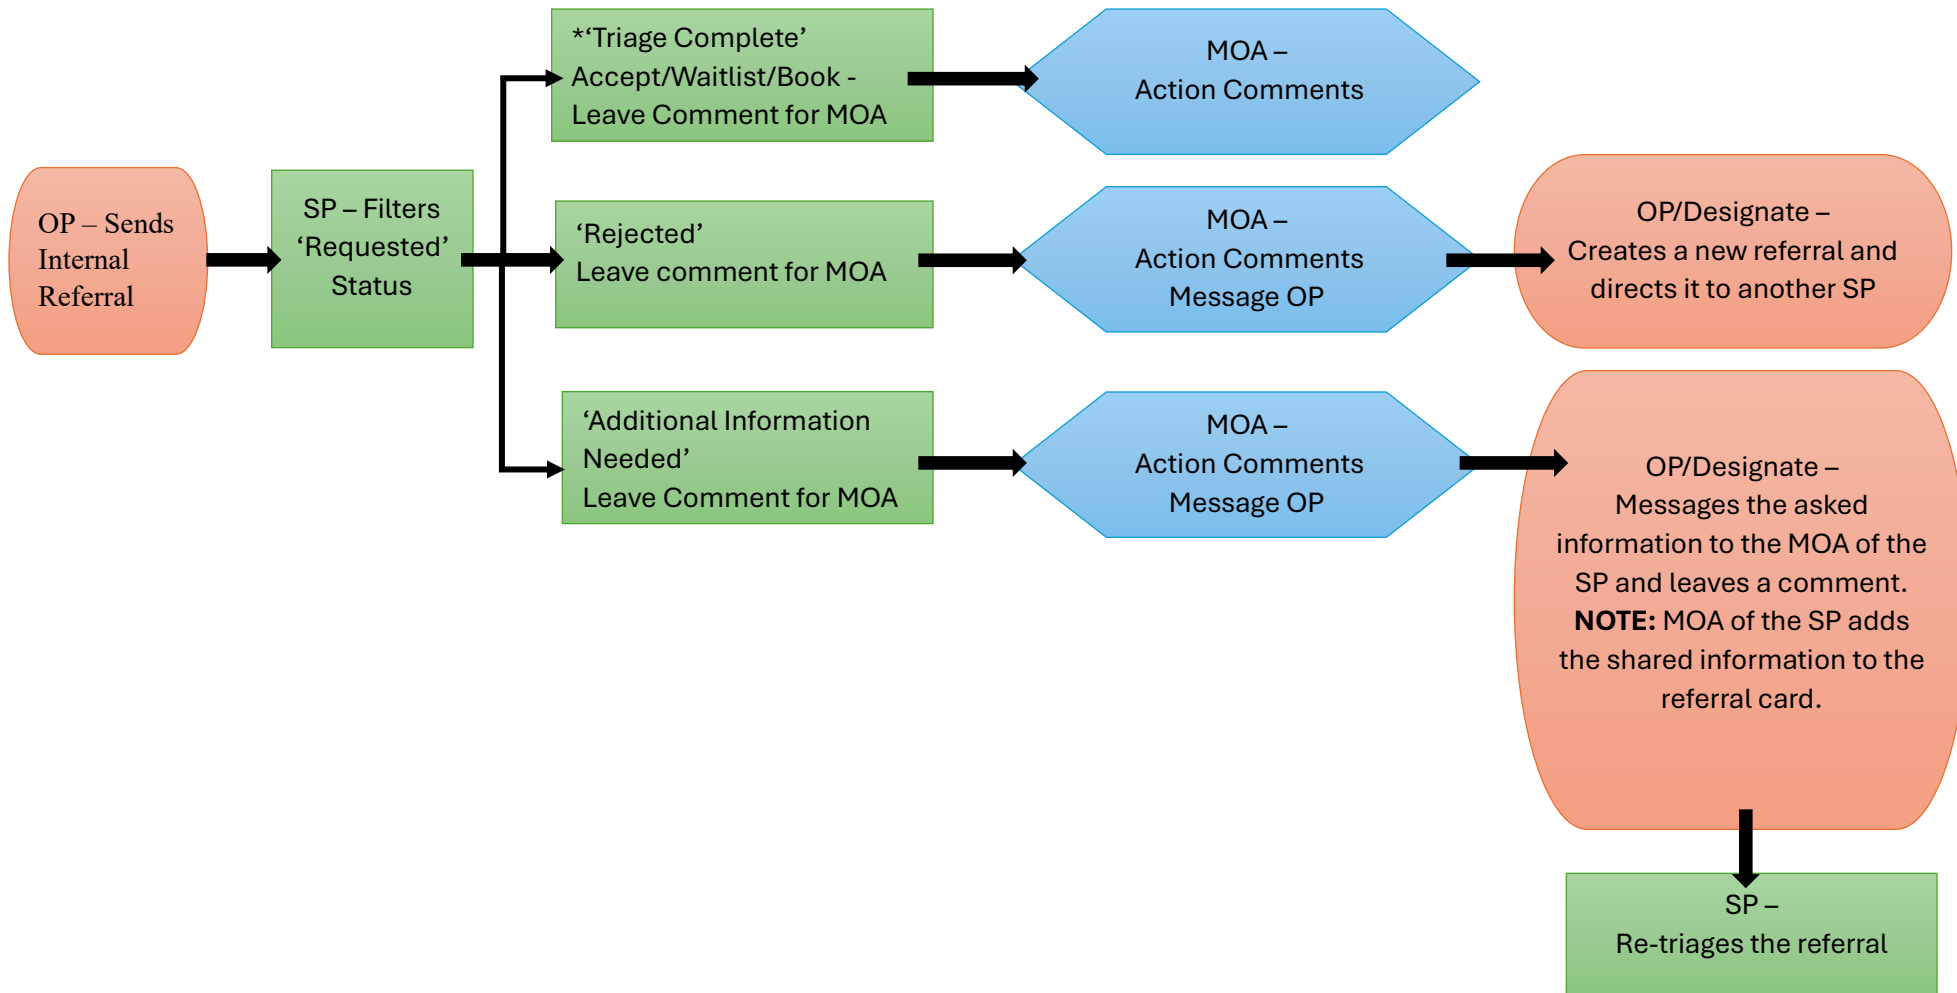 OP – Sends
Internal
Referral
SP – Filters
‘Requested’
Status
*‘Triage Complete’
Accept/Waitlist/Book -
Leave Comment for MOA
MOA –
Action Comments
‘Rejected’
Leave comment for MOA
MOA –
Action Comments
Message OP
OP/Designate –
Creates a new referral and
directs it to another SP
‘Additional Information
Needed’
Leave Comment for MOA
MOA –
Action Comments
Message OP
OP/Designate –
Messages the asked
information to the MOA of the
SP and leaves a comment.
NOTE: MOA of the SP adds
the shared information to the
referral card.
SP –
Re-triages the referral